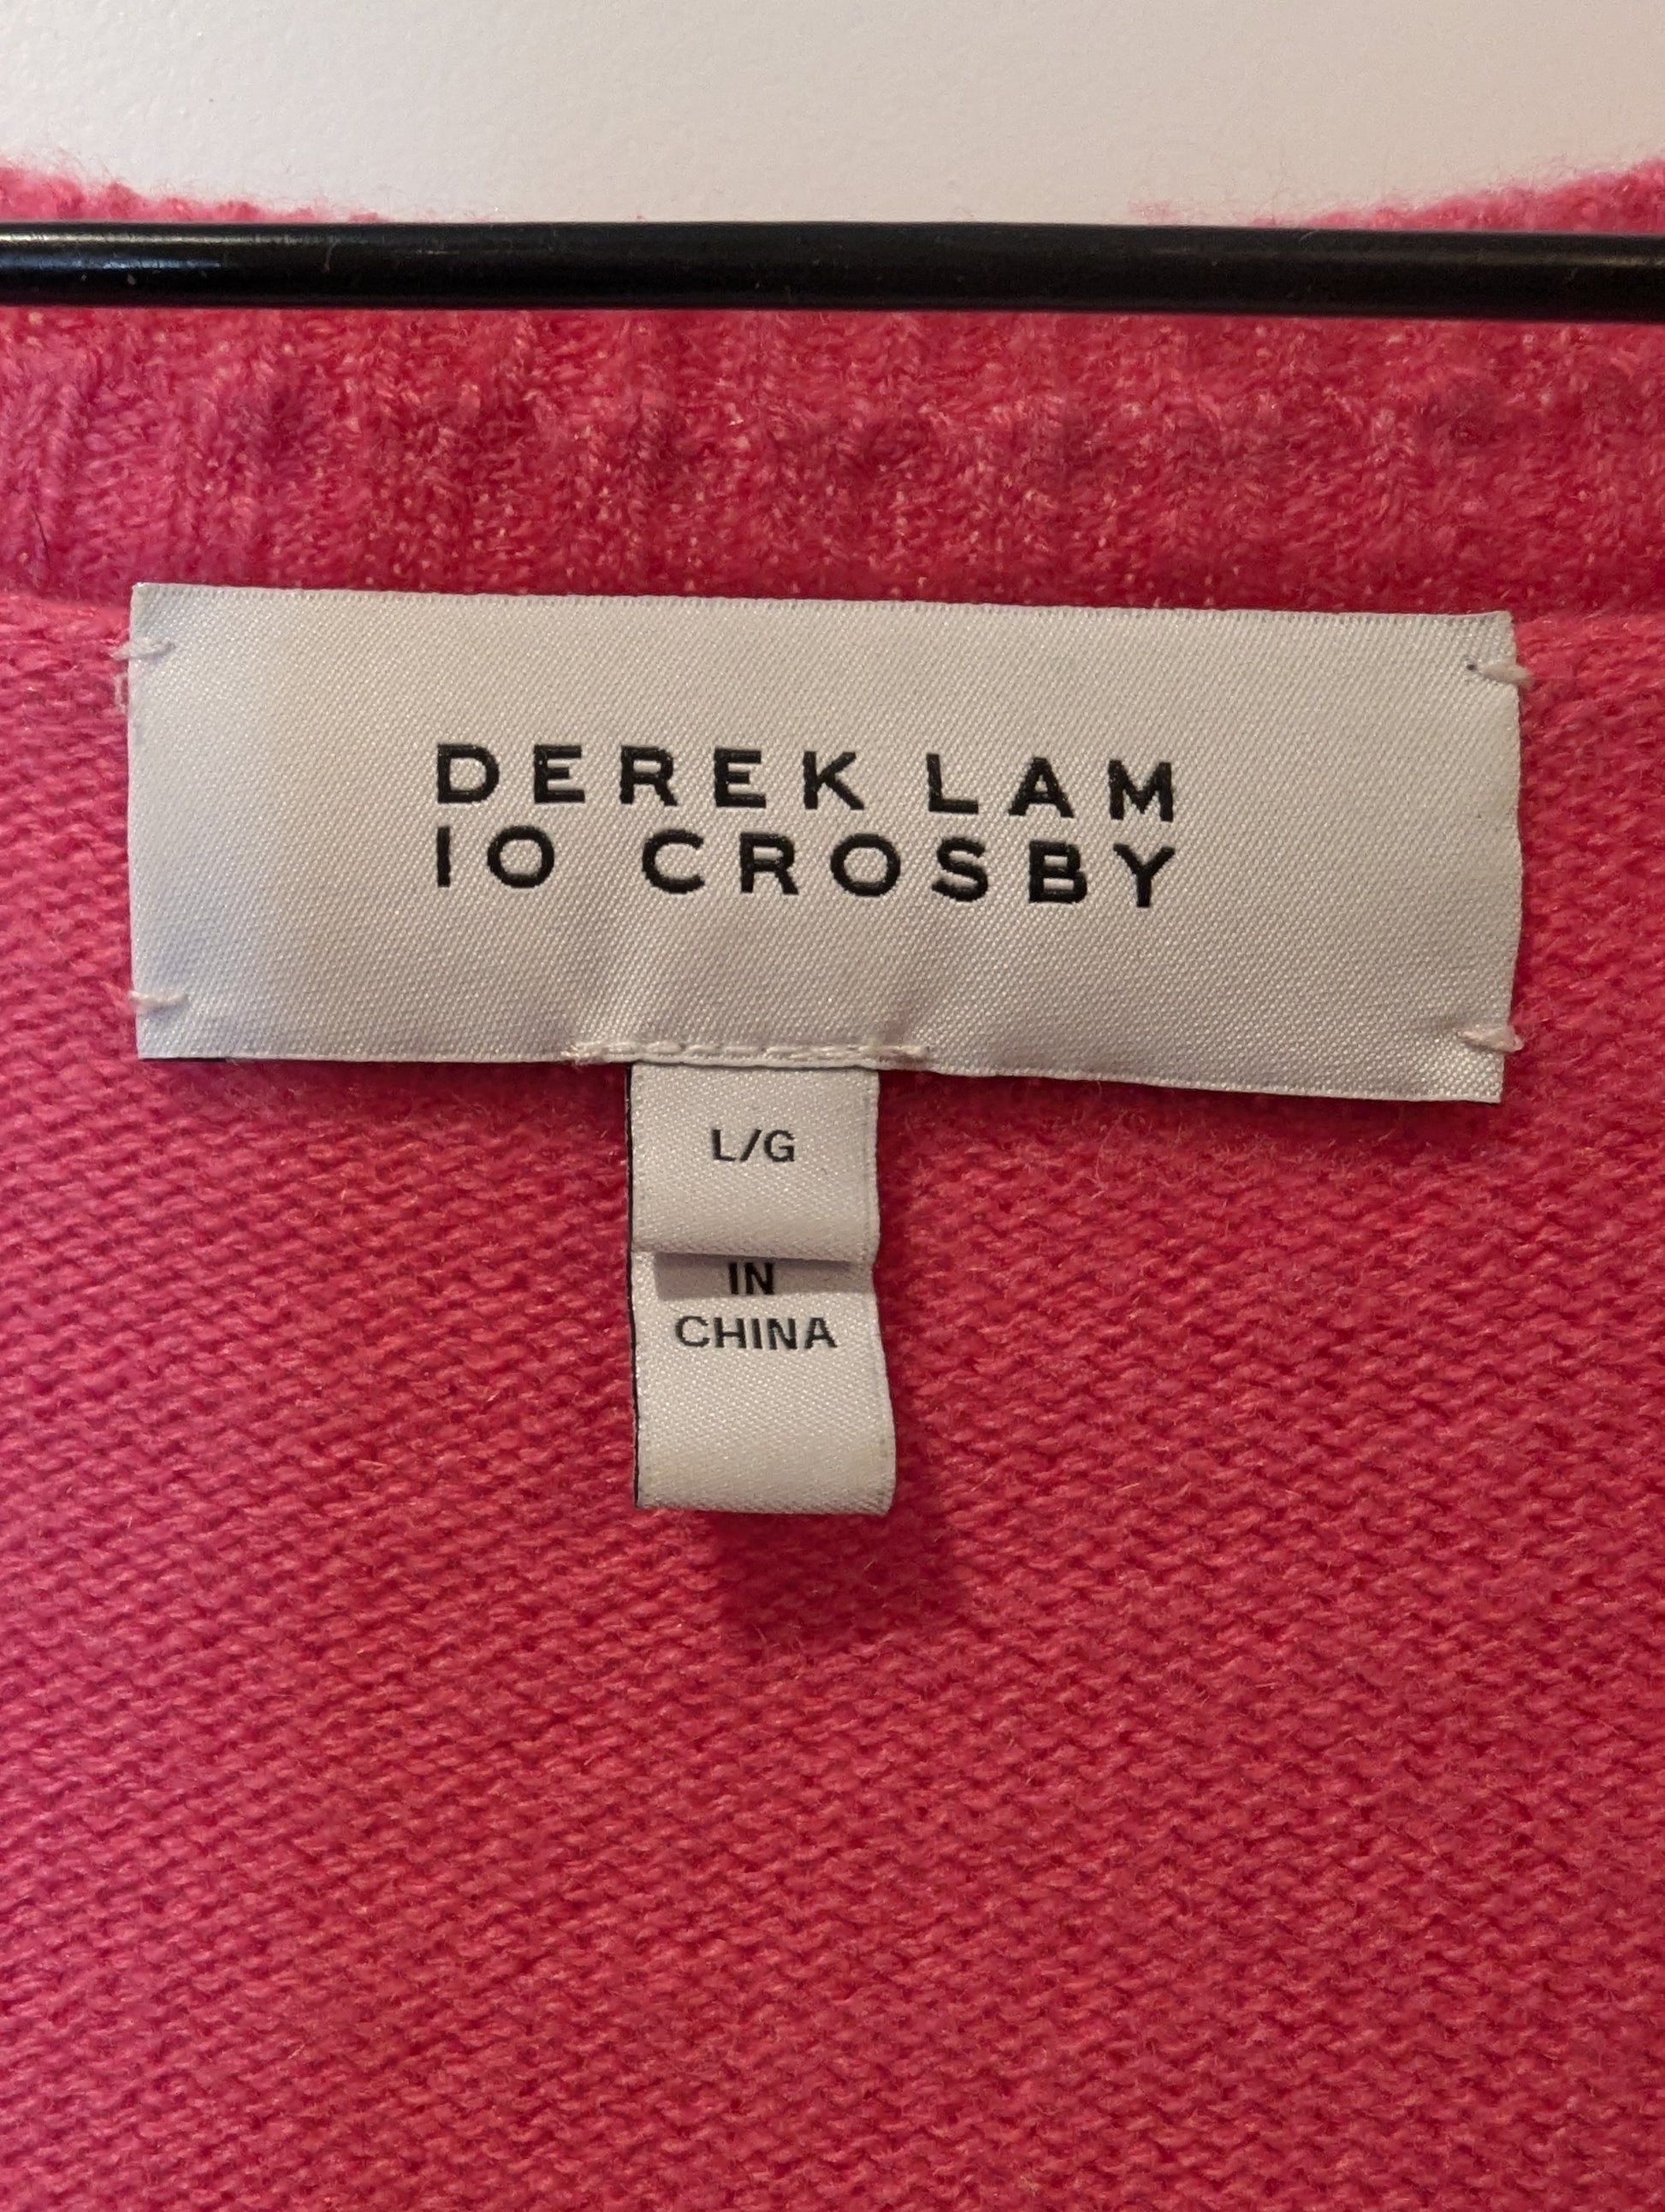 DEREK LAM
10 CROSBY
L/G
IN
CHINA